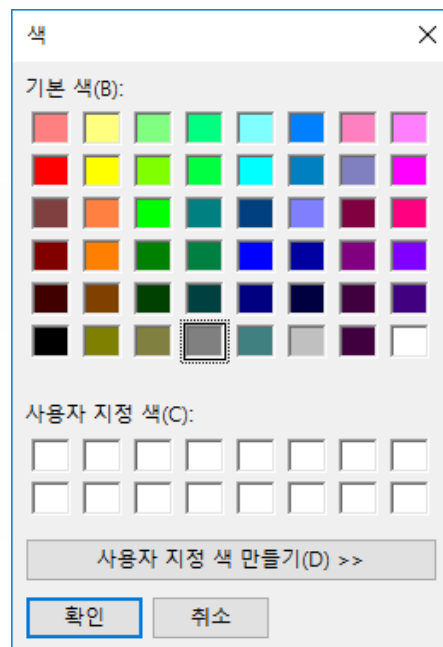 색
기본 색(B):
사용자 지정 색(C):
사용자 지정 색 만들기(D) >>
확인 취소